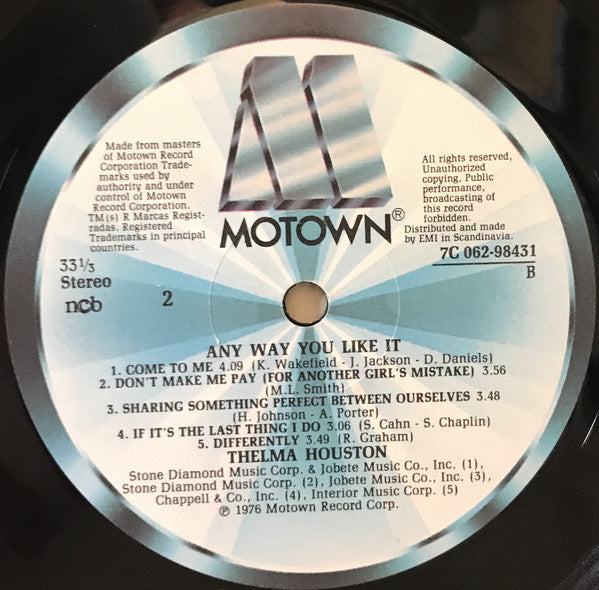 Made from masters
of Motown Record
Corporation Trade-
marks used by
authority and under
control of Motown
Record Corporation.
TM(s) R Marcas Regist-
radas. Registered
Trademarks in principal
countries.
MOTOWN®
All rights reserved,
Unauthorized
copying, Public
performance,
broadcasting of
this record
forbidden.
Distributed and made
by EMI in Scandinavia.
33 1/3
Stereo
ncb
2
7C 062-98431
B
ANY WAY YOU LIKE IT
1. COME TO ME 4.09 (K. Wakefield - J. Jackson - D. Daniels)
2. DON'T MAKE ME PAY (FOR ANOTHER GIRL'S MISTAKE) 3.56
(M.L. Smith)
3. SHARING SOMETHING PERFECT BETWEEN OURSELVES 3.48
(H. Johnson - A. Porter)
4. IF IT'S THE LAST THING I DO 3.06 (S. Cahn - S. Chaplin)
5. DIFFERENTLY 3.49 (R. Graham)
THELMA HOUSTON
Stone Diamond Music Corp. & Jobete Music Co., Inc. (1),
Stone Diamond Music Corp. (2), Jobete Music Co., Inc. (3),
Chappell & Co., Inc. (4), Interior Music Corp. (5)
℗ 1976 Motown Record Corp.